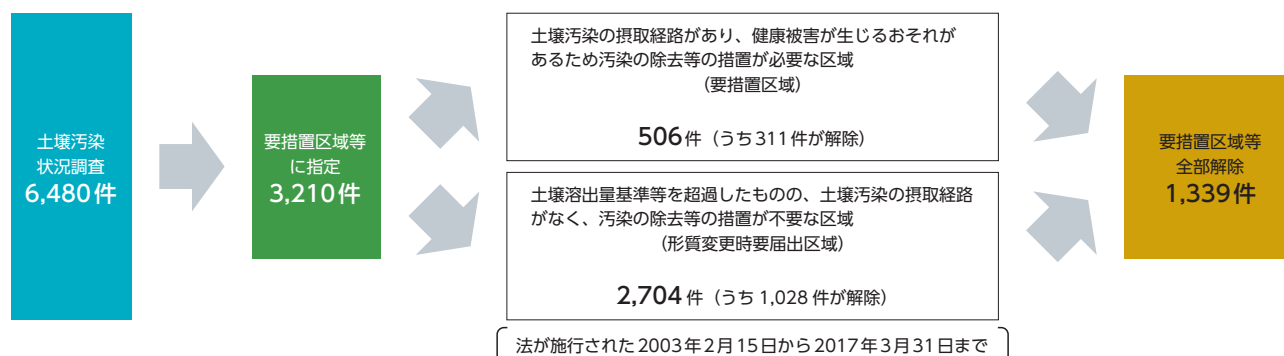 土壌汚染
状況調査
6,480件
要措置区域等
に指定
3,210件
土壌汚染の摂取経路があり、健康被害が生じるおそれが
あるため汚染の除去等の措置が必要な区域
(要措置区域)
506件(うち311件が解除)
土壌溶出量基準等を超過したものの、土壌汚染の摂取経路
がなく、汚染の除去等の措置が不要な区域
(形質変更時要届出区域)
2,704件(うち1,028件が解除)
要措置区域等
全部解除
1,339件
法が施行された2003年2月15日から2017年3月31日まで